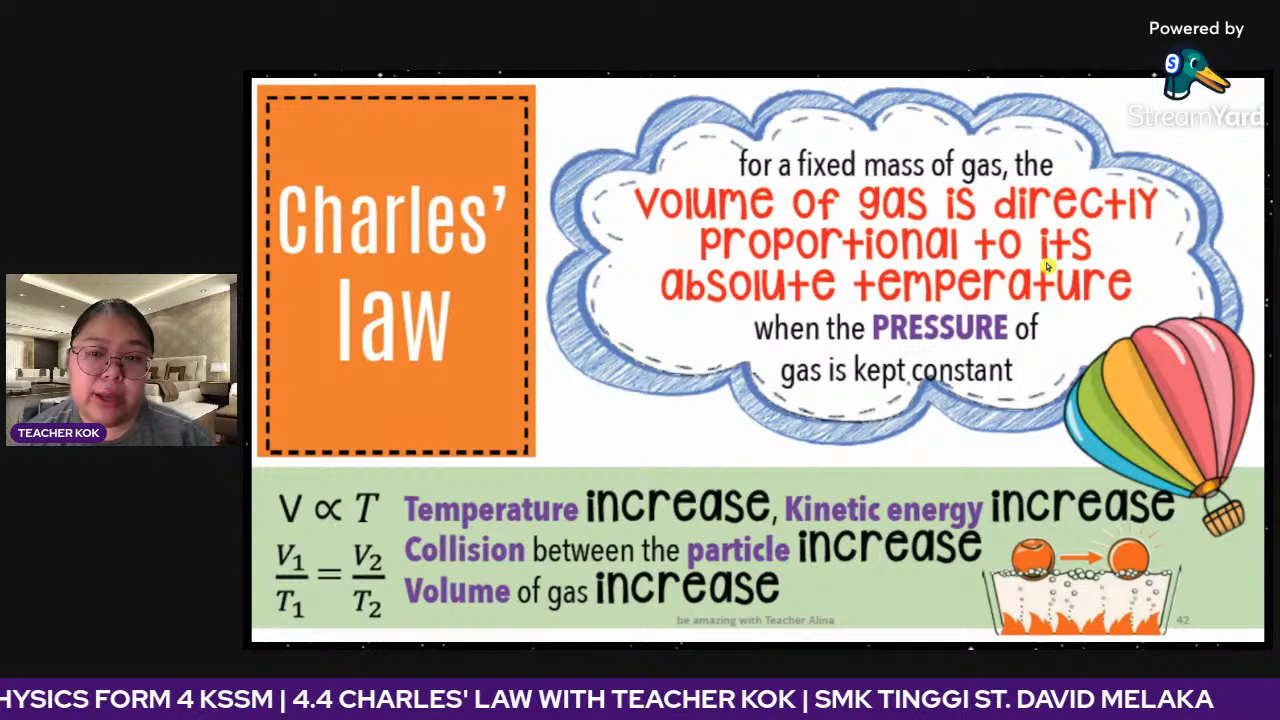 Powered by
StreamYard
Charles'
law
for a fixed mass of gas, the
volume of gas is directly
proportional to its
absolute temperature
when the PRESSURE of
gas is kept constant
TEACHER KOK
V ∝ T
V₁/T₁ = V₂/T₂
Temperature increase, Kinetic energy increase
Collision between the particle increase
Volume of gas increase
be amazing with Teacher Alina
42
HYSICS FORM 4 KSSM | 4.4 CHARLES' LAW WITH TEACHER KOK | SMK TINGGI ST. DAVID MELAKA